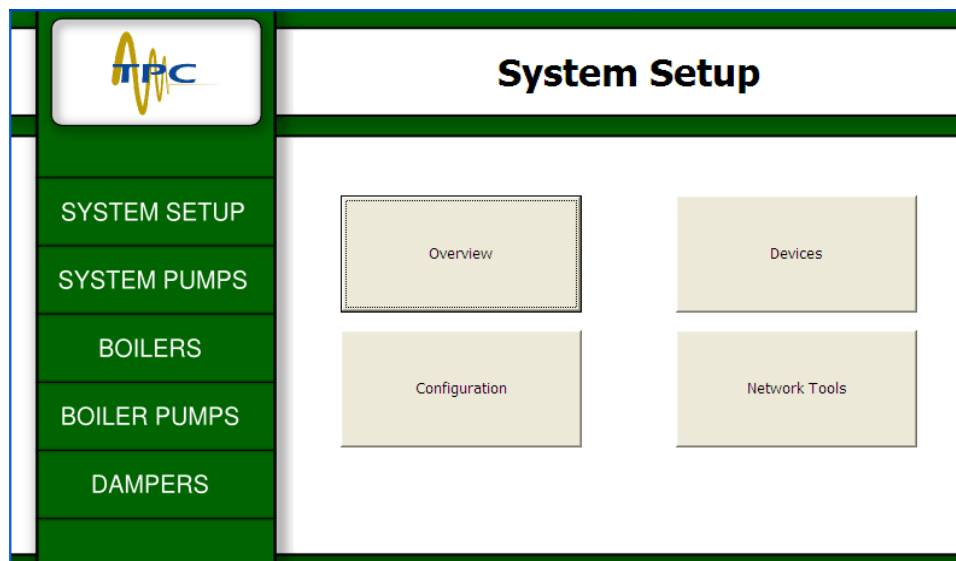 TPC
System Setup
SYSTEM SETUP
SYSTEM PUMPS
BOILERS
BOILER PUMPS
DAMPERS
Overview
Devices
Configuration
Network Tools